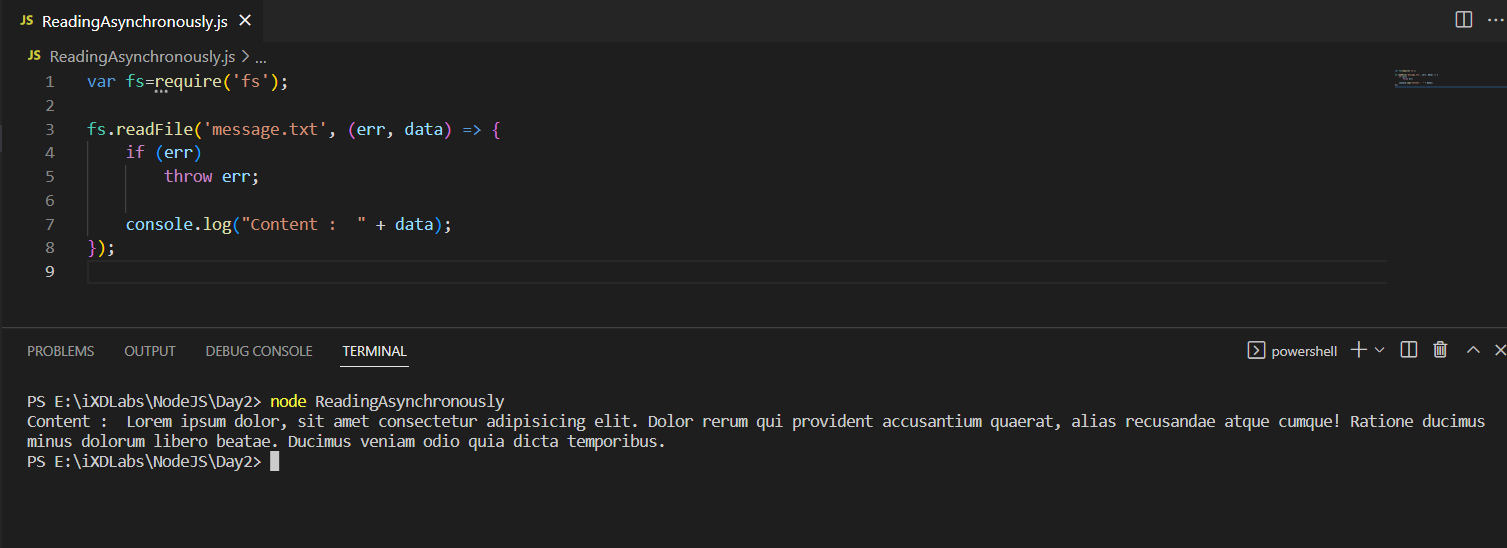 JS ReadingAsynchronously.js
JS ReadingAsynchronously.js > ...
1 var fs=require('fs');
2
3 fs.readFile('message.txt', (err, data) => {
4     if (err)
5         throw err;
6
7     console.log("Content :  " + data);
8 });
9
PROBLEMS OUTPUT DEBUG CONSOLE TERMINAL powershell
PS E:\iXDLabs\NodeJS\Day2> node ReadingAsynchronously
Content :  Lorem ipsum dolor, sit amet consectetur adipisicing elit. Dolor rerum qui provident accusantium quaerat, alias recusandae atque cumque! Ratione ducimus
minus dolorum libero beatae. Ducimus veniam odio quia dicta temporibus.
PS E:\iXDLabs\NodeJS\Day2>